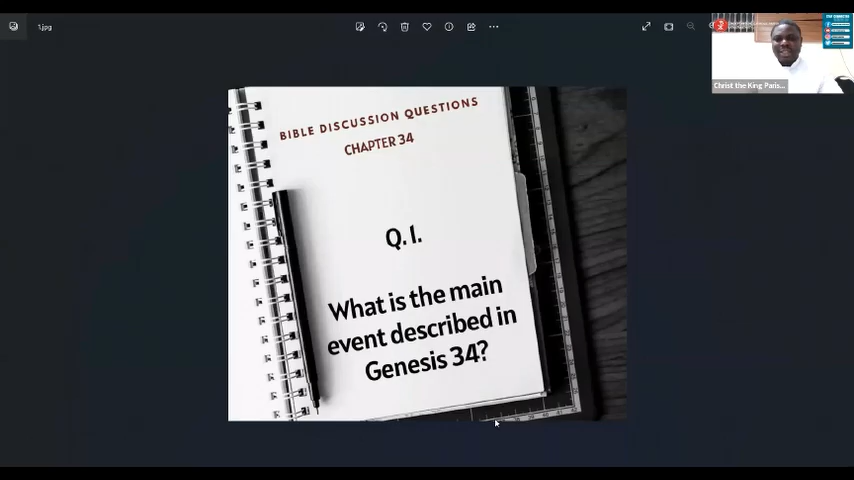 1.jpg
BIBLE DISCUSSION QUESTIONS
CHAPTER 34
Q. 1.
What is the main
event described in
Genesis 34?
Christ the King Paris...